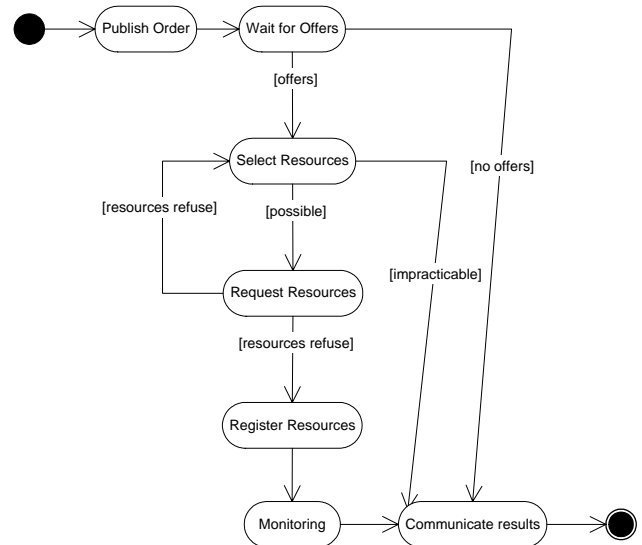 Publish Order
Wait for Offers
[offers]
Select Resources
[no offers]
[resources refuse]
[possible]
[impracticable]
Request Resources
[resources refuse]
Register Resources
Monitoring
Communicate results